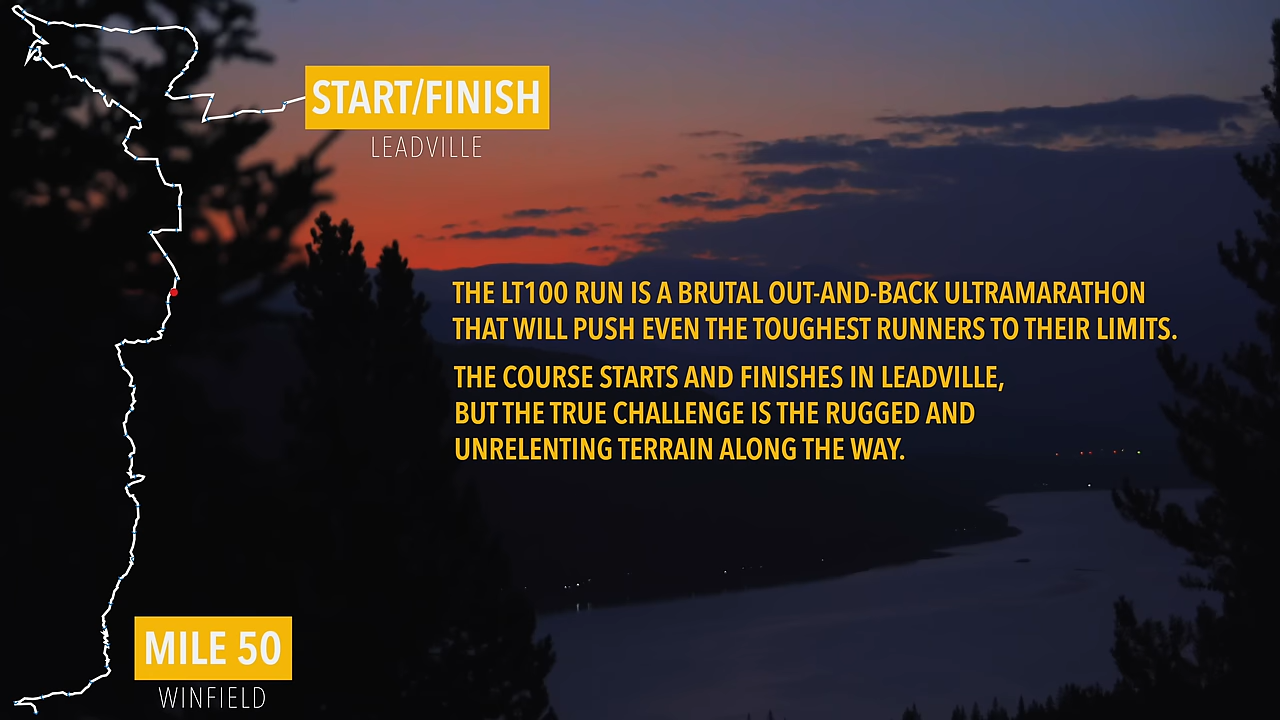 START/FINISH
LEADVILLE
THE LT100 RUN IS A BRUTAL OUT-AND-BACK ULTRAMARATHON
THAT WILL PUSH EVEN THE TOUGHEST RUNNERS TO THEIR LIMITS.
THE COURSE STARTS AND FINISHES IN LEADVILLE,
BUT THE TRUE CHALLENGE IS THE RUGGED AND
UNRELENTING TERRAIN ALONG THE WAY.
MILE 50
WINFIELD